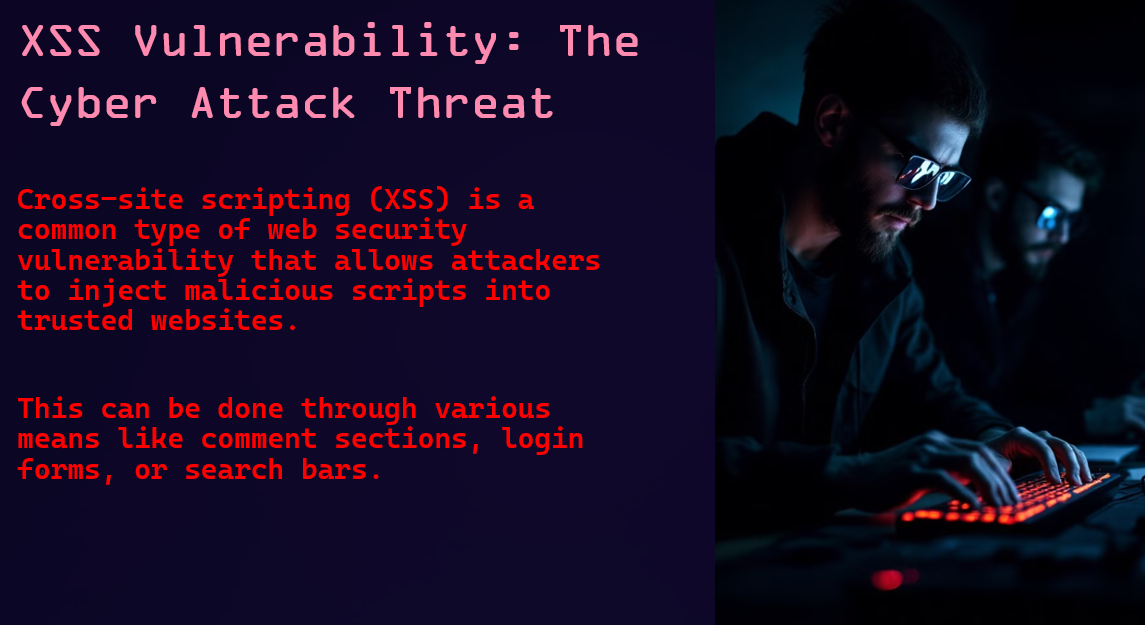 XSS Vulnerability: The
Cyber Attack Threat
Cross-site scripting (XSS) is a
common type of web security
vulnerability that allows attackers
to inject malicious scripts into
trusted websites.
This can be done through various
means like comment sections, login
forms, or search bars.